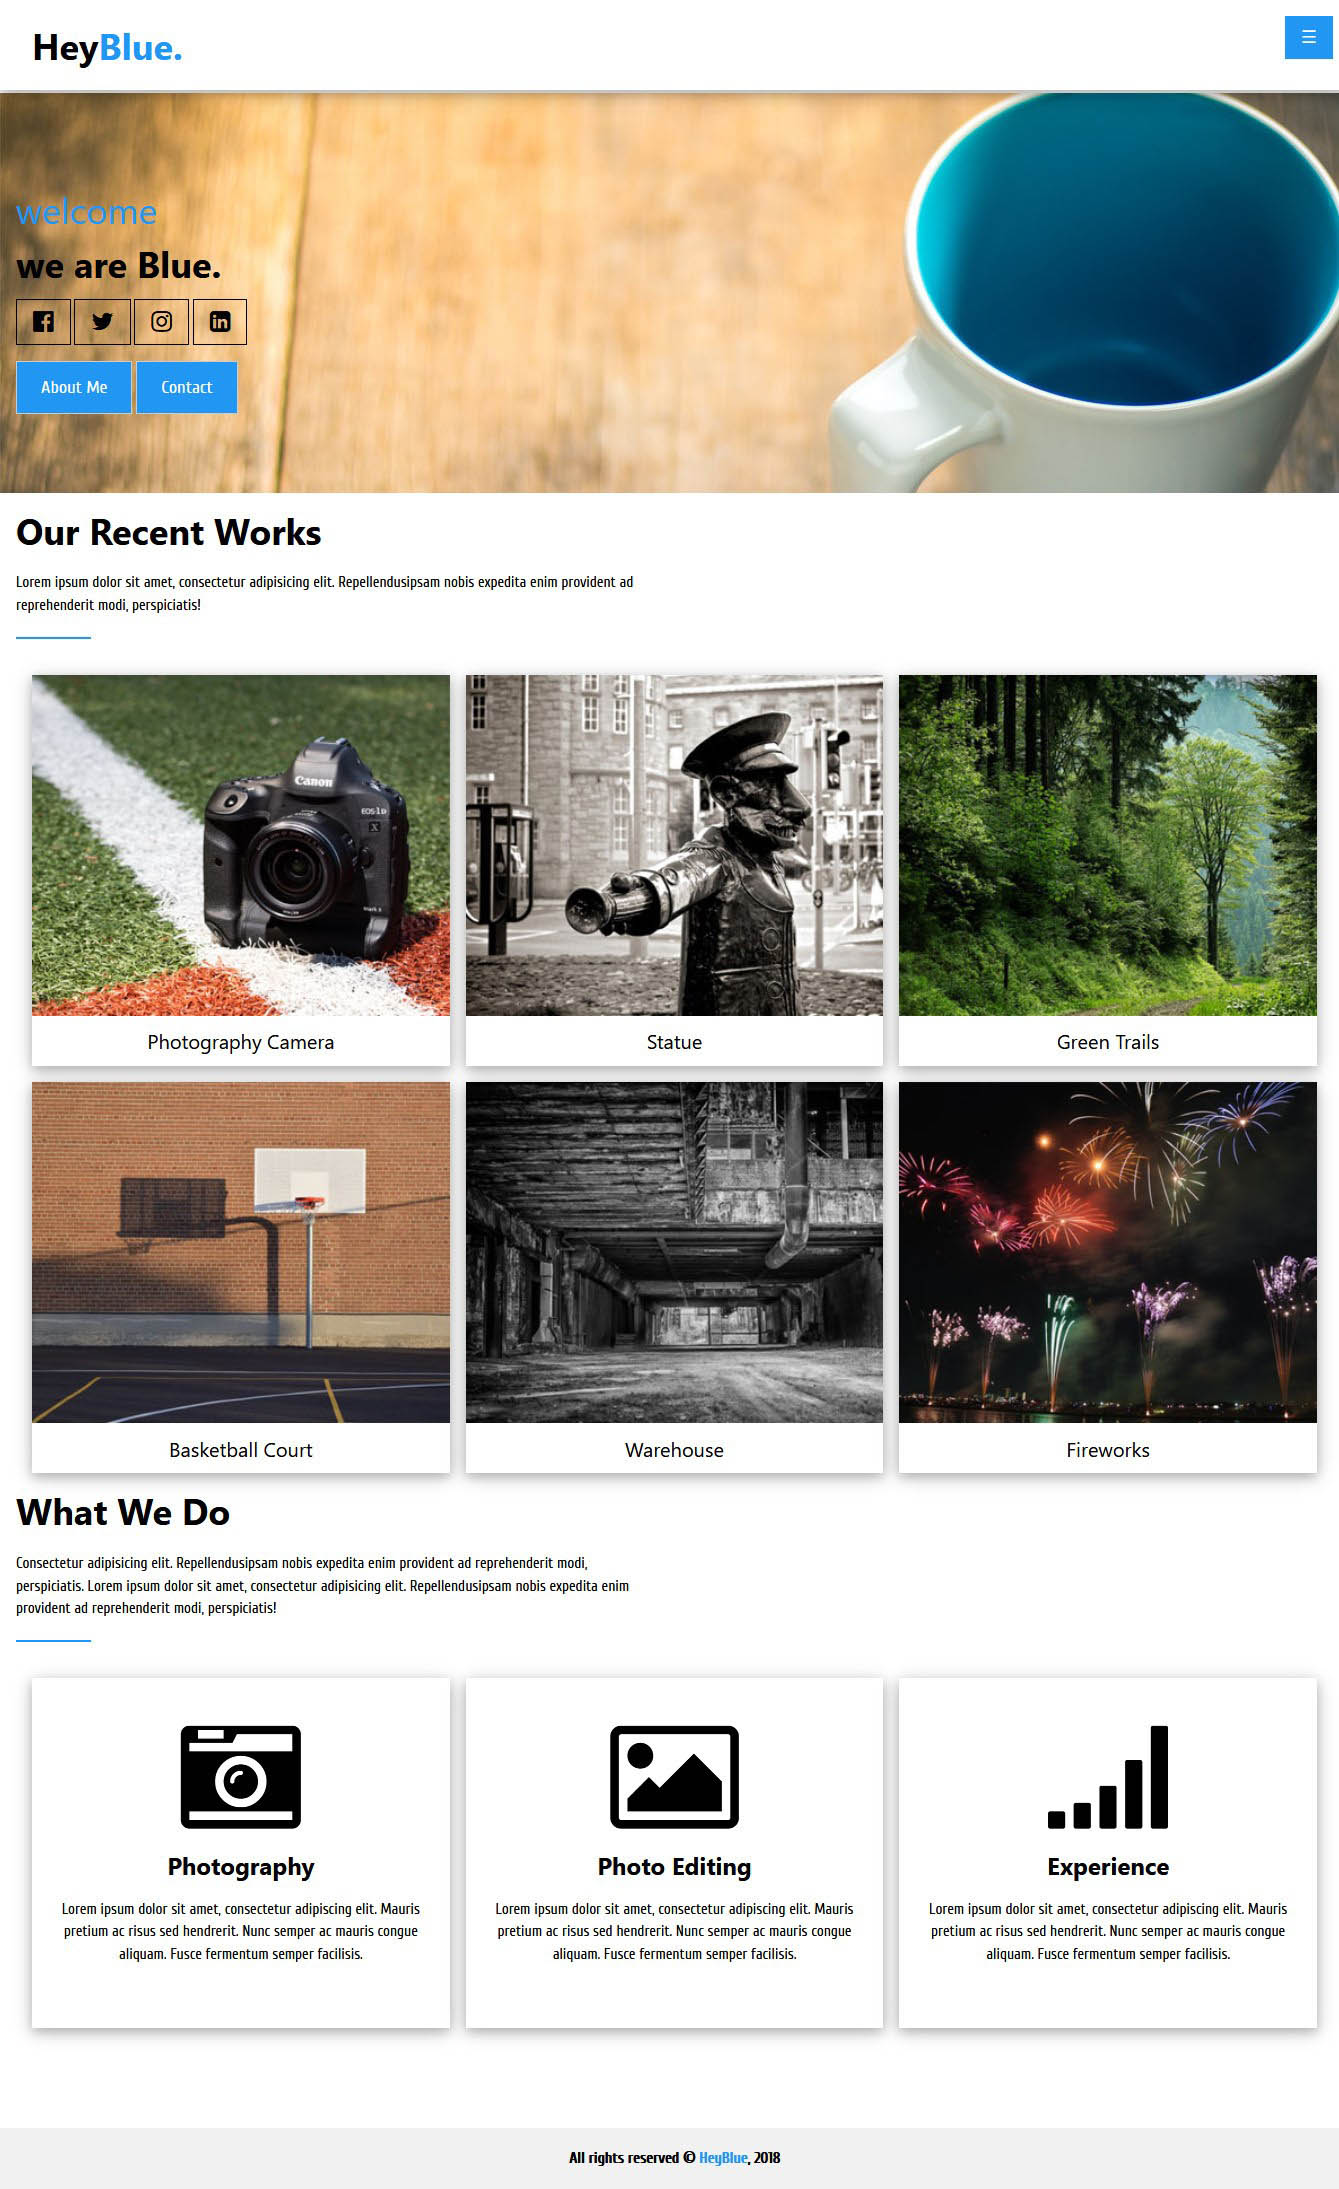 HeyBlue.
☰
welcome
we are Blue.
About Me
Contact
Our Recent Works
Lorem ipsum dolor sit amet, consectetur adipisicing elit. Repellendusipsam nobis expedita enim provident ad
reprehenderit modi, perspiciatis!
Canon
EOS-1D
X
Mark II
Photography Camera
Statue
Green Trails
Basketball Court
Warehouse
Fireworks
What We Do
Consectetur adipisicing elit. Repellendusipsam nobis expedita enim provident ad reprehenderit modi,
perspiciatis. Lorem ipsum dolor sit amet, consectetur adipisicing elit. Repellendusipsam nobis expedita enim
provident ad reprehenderit modi, perspiciatis!
Photography
Lorem ipsum dolor sit amet, consectetur adipiscing elit. Mauris
pretium ac risus sed hendrerit. Nunc semper ac mauris congue
aliquam. Fusce fermentum semper facilisis.
Photo Editing
Lorem ipsum dolor sit amet, consectetur adipiscing elit. Mauris
pretium ac risus sed hendrerit. Nunc semper ac mauris congue
aliquam. Fusce fermentum semper facilisis.
Experience
Lorem ipsum dolor sit amet, consectetur adipiscing elit. Mauris
pretium ac risus sed hendrerit. Nunc semper ac mauris congue
aliquam. Fusce fermentum semper facilisis.
All rights reserved © HeyBlue, 2018